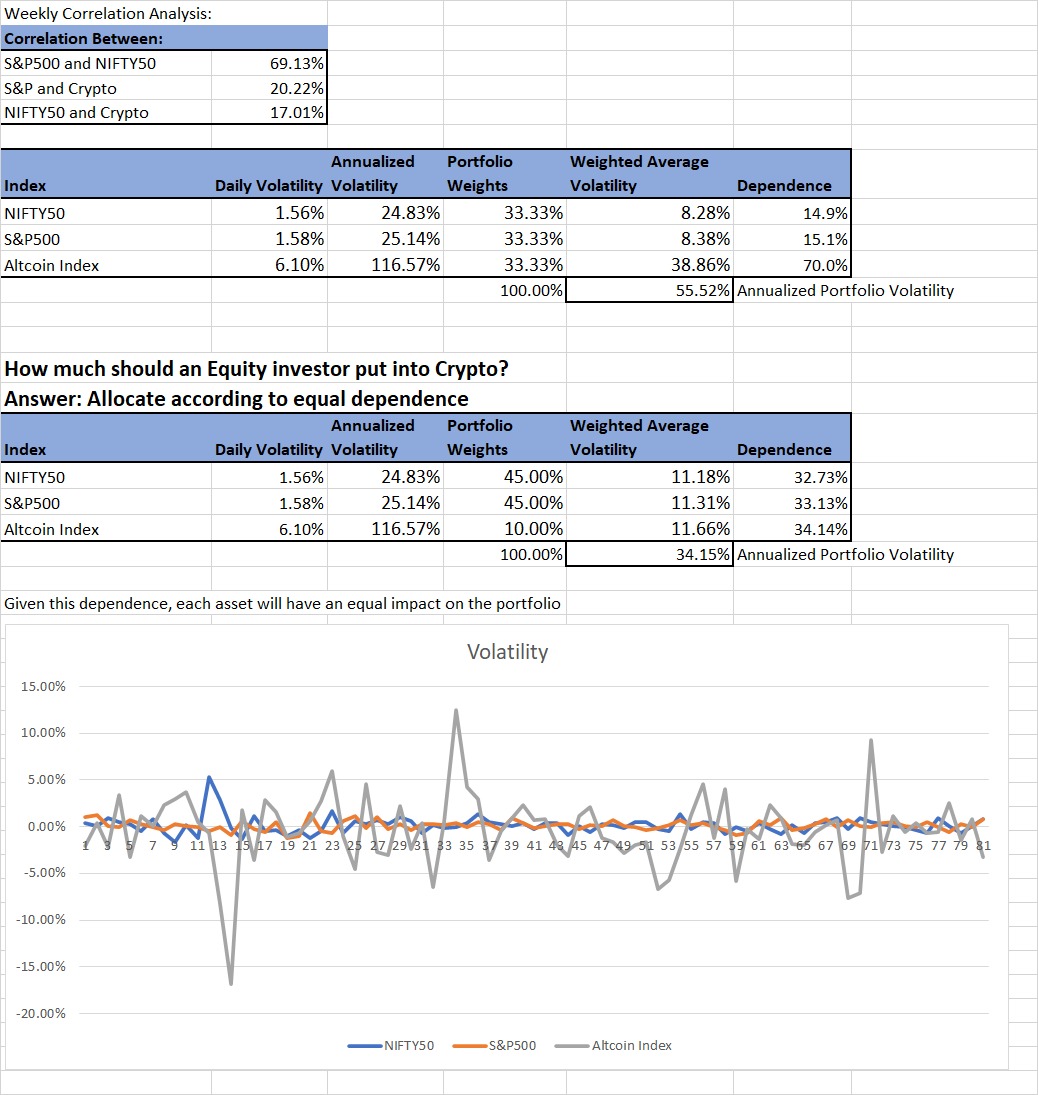 Weekly Correlation Analysis:
Correlation Between:
S&P500 and NIFTY50 69.13%
S&P and Crypto 20.22%
NIFTY50 and Crypto 17.01%
Index Daily Volatility Annualized Volatility Portfolio Weights Weighted Average Volatility Dependence
NIFTY50 1.56% 24.83% 33.33% 8.28% 14.9%
S&P500 1.58% 25.14% 33.33% 8.38% 15.1%
Altcoin Index 6.10% 116.57% 33.33% 38.86% 70.0%
100.00% 55.52% Annualized Portfolio Volatility
How much should an Equity investor put into Crypto?
Answer: Allocate according to equal dependence
Index Daily Volatility Annualized Volatility Portfolio Weights Weighted Average Volatility Dependence
NIFTY50 1.56% 24.83% 45.00% 11.18% 32.73%
S&P500 1.58% 25.14% 45.00% 11.31% 33.13%
Altcoin Index 6.10% 116.57% 10.00% 11.66% 34.14%
100.00% 34.15% Annualized Portfolio Volatility
Given this dependence, each asset will have an equal impact on the portfolio
Volatility
15.00%
10.00%
5.00%
0.00%
1 3 5 7 9 11 13 15 17 19 21 23 25 27 29 31 33 35 37 39 41 43 45 47 49 51 53 55 57 59 61 63 65 67 69 71 73 75 77 79 81
-5.00%
-10.00%
-15.00%
-20.00%
NIFTY50 S&P500 Altcoin Index